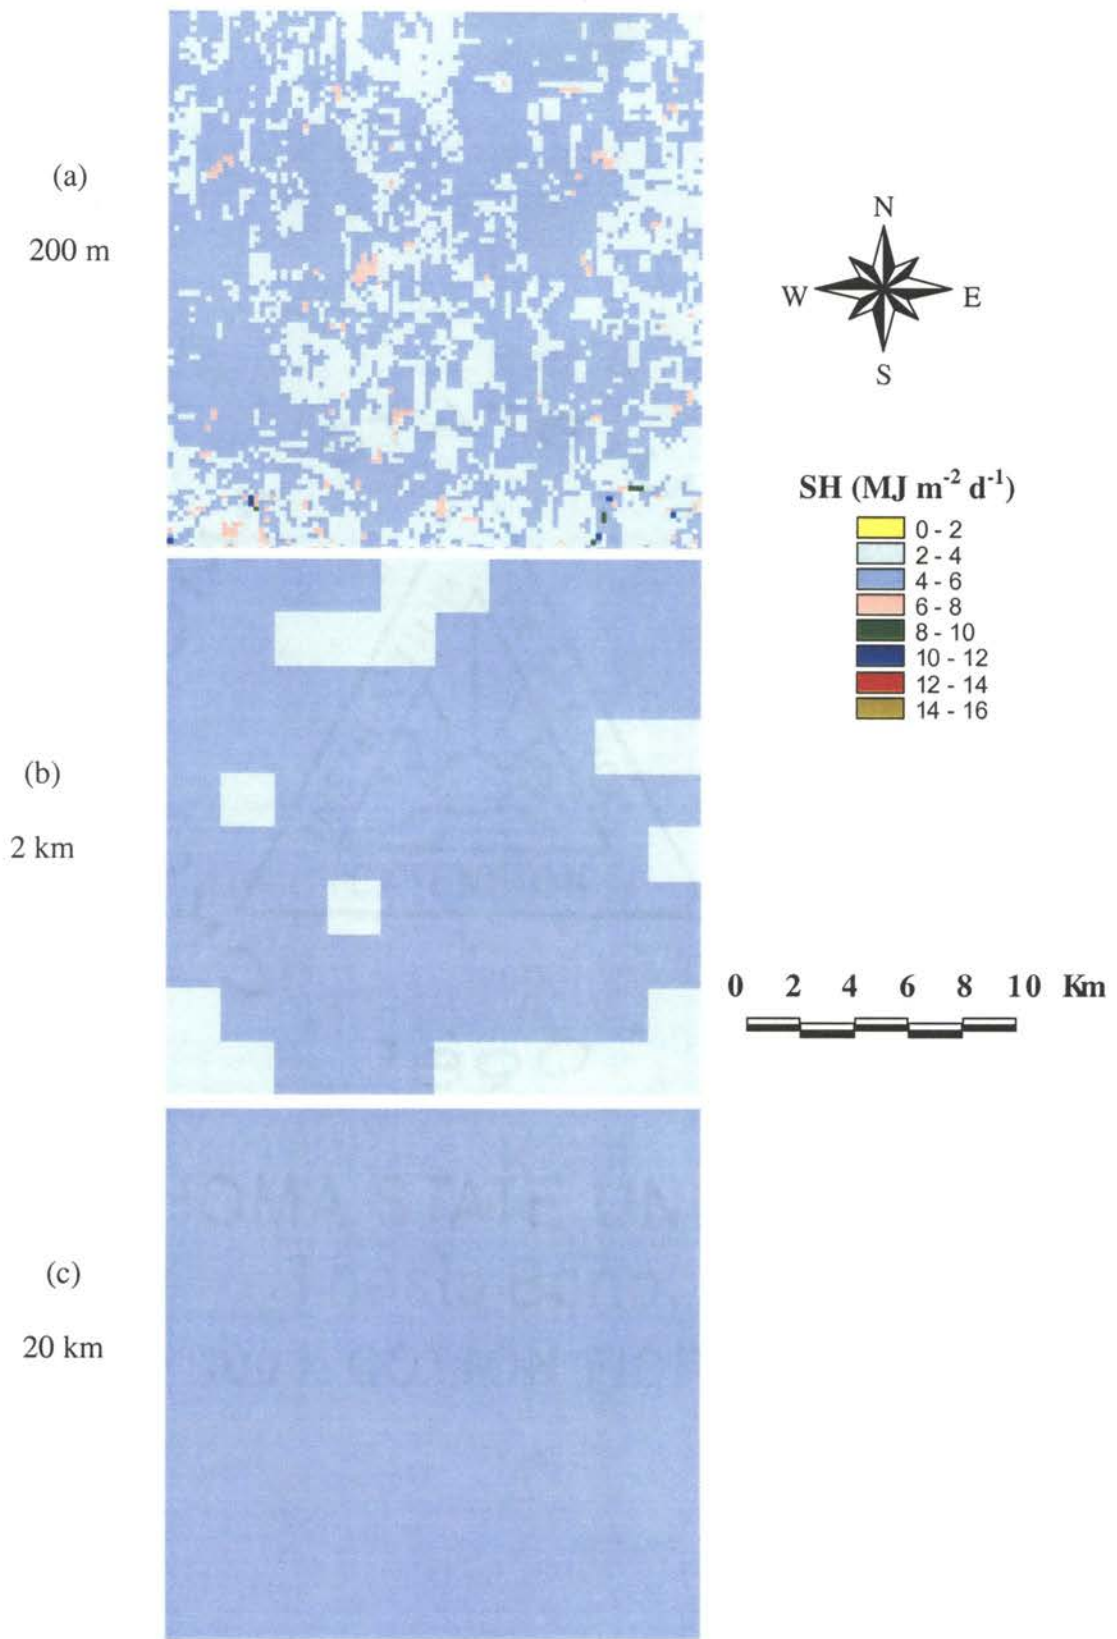 (a)
200 m
N
W E
S
SH (MJ m⁻² d⁻¹)
0 - 2
2 - 4
4 - 6
6 - 8
8 - 10
10 - 12
12 - 14
14 - 16
(b)
2 km
0 2 4 6 8 10 Km
(c)
20 km